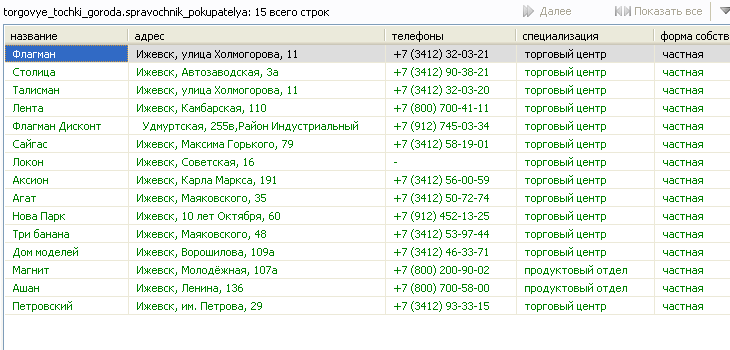 torgovye_tochki_goroda.spravochnik_pokupatelya: 15 всего строк Далее Показать все
название адрес телефоны специализация форма собств
Флагман Ижевск, улица Холмогорова, 11 +7 (3412) 32-03-21 торговый центр частная
Столица Ижевск, Автозаводская, 3а +7 (3412) 90-38-21 торговый центр частная
Талисман Ижевск, улица Холмогорова, 11 +7 (3412) 32-03-20 торговый центр частная
Лента Ижевск, Камбарская, 110 +7 (800) 700-41-11 торговый центр частная
Флагман Дисконт Удмуртская, 255в,Район Индустриальный +7 (912) 745-03-34 торговый центр частная
Сайгас Ижевск, Максима Горького, 79 +7 (3412) 58-19-01 торговый центр частная
Локон Ижевск, Советская, 16 - торговый центр частная
Аксион Ижевск, Карла Маркса, 191 +7 (3412) 56-00-59 торговый центр частная
Агат Ижевск, Маяковского, 35 +7 (3412) 50-72-74 торговый центр частная
Нова Парк Ижевск, 10 лет Октября, 60 +7 (912) 452-13-25 торговый центр частная
Три банана Ижевск, Маяковского, 48 +7 (3412) 53-97-44 торговый центр частная
Дом моделей Ижевск, Ворошилова, 109а +7 (3412) 46-33-71 торговый центр частная
Магнит Ижевск, Молодёжная, 107а +7 (800) 200-90-02 продуктовый отдел частная
Ашан Ижевск, Ленина, 136 +7 (800) 700-58-00 продуктовый отдел частная
Петровский Ижевск, им. Петрова, 29 +7 (3412) 93-33-15 торговый центр частная